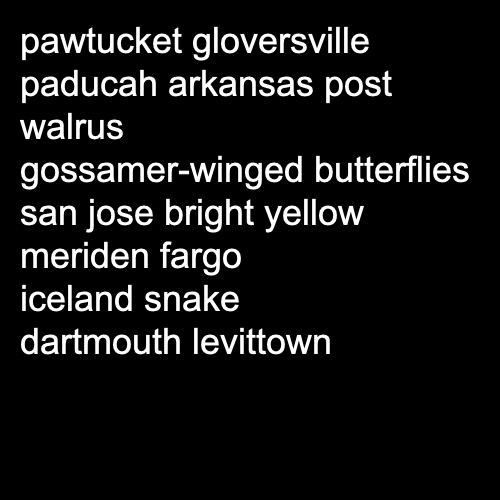 pawtucket gloversville
paducah arkansas post
walrus
gossamer-winged butterflies
san jose bright yellow
meriden fargo
iceland snake
dartmouth levittown